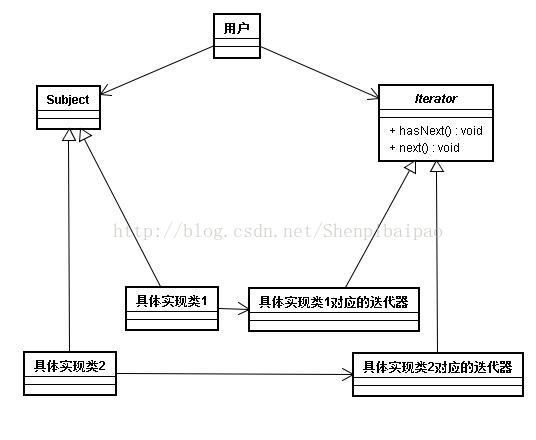 用户
Subject
Iterator
+ hasNext() : void
+ next() : void
http://blog.csdn.net/Shenpibaipao
具体实现类1
具体实现类1对应的迭代器
具体实现类2
具体实现类2对应的迭代器